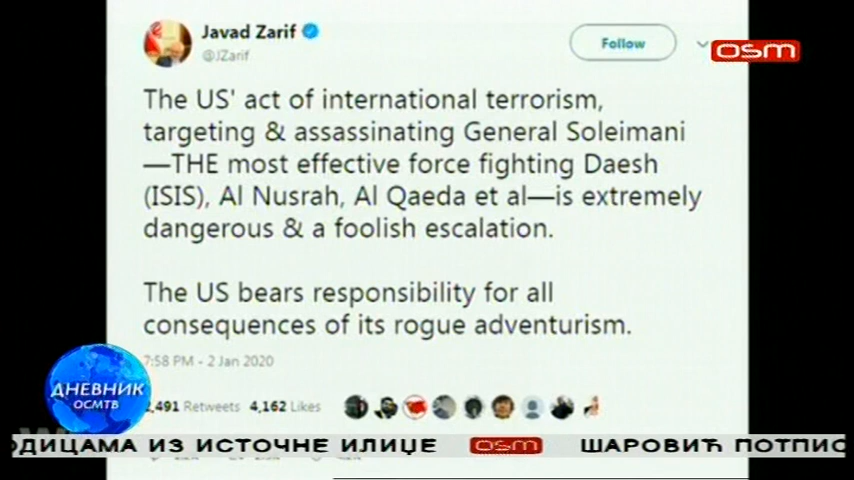 Javad Zarif
@JZarif
Follow
OSM
The US' act of international terrorism,
targeting & assassinating General Soleimani
—THE most effective force fighting Daesh
(ISIS), Al Nusrah, Al Qaeda et al—is extremely
dangerous & a foolish escalation.
The US bears responsibility for all
consequences of its rogue adventurism.
7:58 PM - 2 Jan 2020
2,491 Retweets 4,162 Likes
ДНЕВНИК
ОСМТВ
ОДИЦАМА ИЗ ИСТОЧНЕ ИЛИЏЕ OSM ШАРОВИЋ ПОТПИС